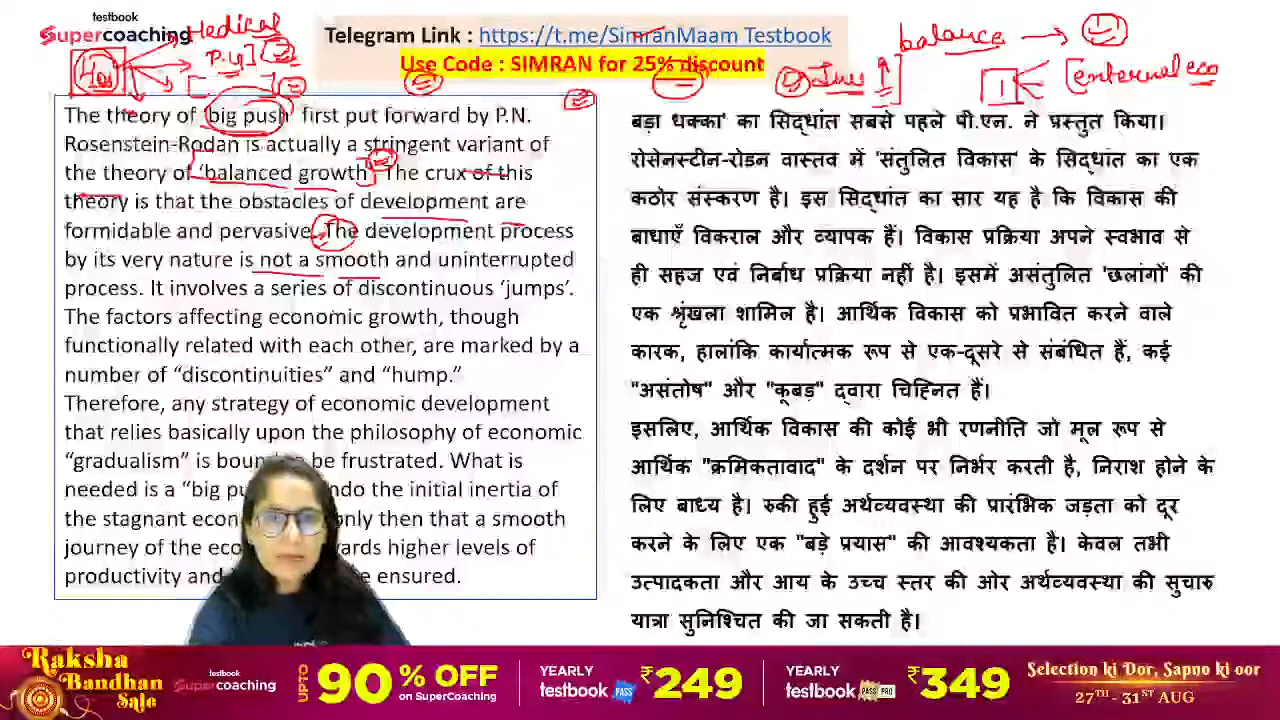 testbook
Supercoaching
Telegram Link : https://t.me/SimranMaam Testbook
Use Code : SIMRAN for 25% discount
Medical
balance
external eco
The theory of 'big push' first put forward by P.N.
Rosenstein-Rodan is actually a stringent variant of
the theory of 'balanced growth'. The crux of this
theory is that the obstacles of development are
formidable and pervasive. The development process
by its very nature is not a smooth and uninterrupted
process. It involves a series of discontinuous 'jumps'.
The factors affecting economic growth, though
functionally related with each other, are marked by a
number of "discontinuities" and "hump."
Therefore, any strategy of economic development
that relies basically upon the philosophy of economic
"gradualism" is bound to be frustrated. What is
needed is a "big ndo the initial inertia of
the stagnant econ only then that a smooth
journey of the eco wards higher levels of
productivity and e ensured.
बड़ा धक्का' का सिद्धांत सबसे पहले पी.एन. ने प्रस्तुत किया।
रोसेनस्टीन-रोडन वास्तव में 'संतुलित विकास' के सिद्धांत का एक
कठोर संस्करण है। इस सिद्धांत का सार यह है कि विकास की
बाधाएँ विकराल और व्यापक हैं। विकास प्रक्रिया अपने स्वभाव से
ही सहज एवं निर्बाध प्रक्रिया नहीं है। इसमें असंतुलित 'छलांगों' की
एक श्रृंखला शामिल है। आर्थिक विकास को प्रभावित करने वाले
कारक, हालांकि कार्यात्मक रूप से एक-दूसरे से संबंधित हैं, कई
"असंतोष" और "कूबड़" द्वारा चिह्नित हैं।
इसलिए, आर्थिक विकास की कोई भी रणनीति जो मूल रूप से
आर्थिक "क्रमिकतावाद" के दर्शन पर निर्भर करती है, निराश होने के
लिए बाध्य है। रुकी हुई अर्थव्यवस्था की प्रारंभिक जड़ता को दूर
करने के लिए एक "बड़े प्रयास" की आवश्यकता है। केवल तभी
उत्पादकता और आय के उच्च स्तर की ओर अर्थव्यवस्था की सुचारु
यात्रा सुनिश्चित की जा सकती है।
Raksha
Bandhan
Sale
testbook
Supercoaching
UPTO 90% OFF
on SuperCoaching
YEARLY
testbook PASS
₹249
YEARLY
testbook PASS PRO
₹349
Selection ki Dor, Sapno ki oor
27TH - 31ST AUG